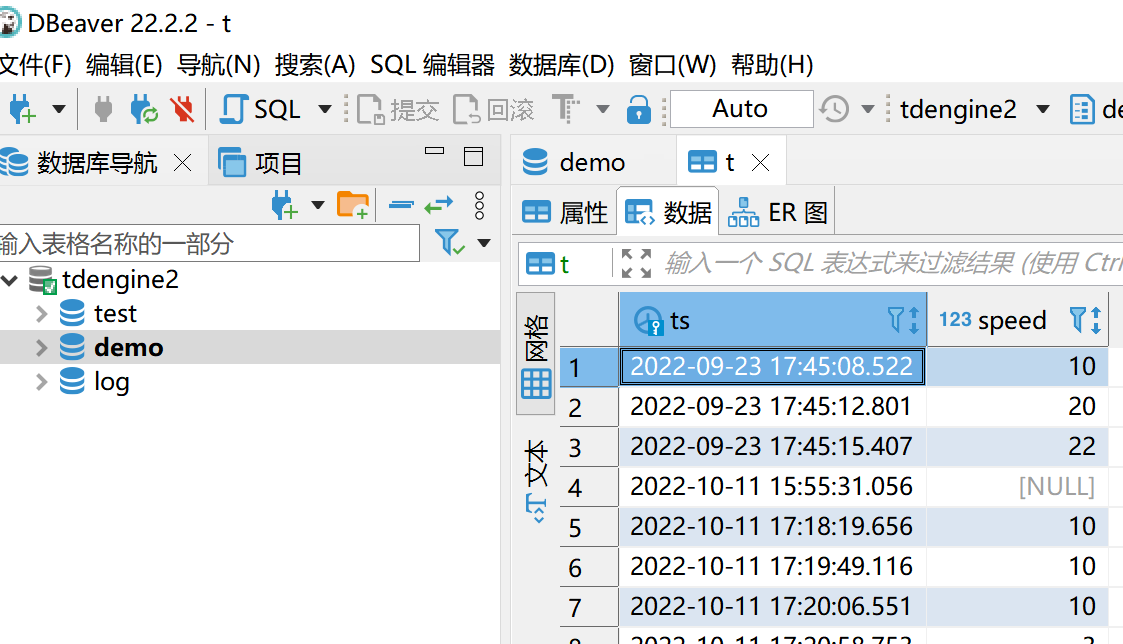 DBeaver 22.2.2 - t
文件(F) 编辑(E) 导航(N) 搜索(A) SQL 编辑器 数据库(D) 窗口(W) 帮助(H)
SQL 提交 回滚 Auto tdengine2
数据库导航 项目
输入表格名称的一部分
tdengine2
test
demo
log
demo t
属性 数据 ER 图
t 输入一个 SQL 表达式来过滤结果 (使用
网格
文本
ts 123 speed
1 2022-09-23 17:45:08.522 10
2 2022-09-23 17:45:12.801 20
3 2022-09-23 17:45:15.407 22
4 2022-10-11 15:55:31.056 [NULL]
5 2022-10-11 17:18:19.656 10
6 2022-10-11 17:19:49.116 10
7 2022-10-11 17:20:06.551 10